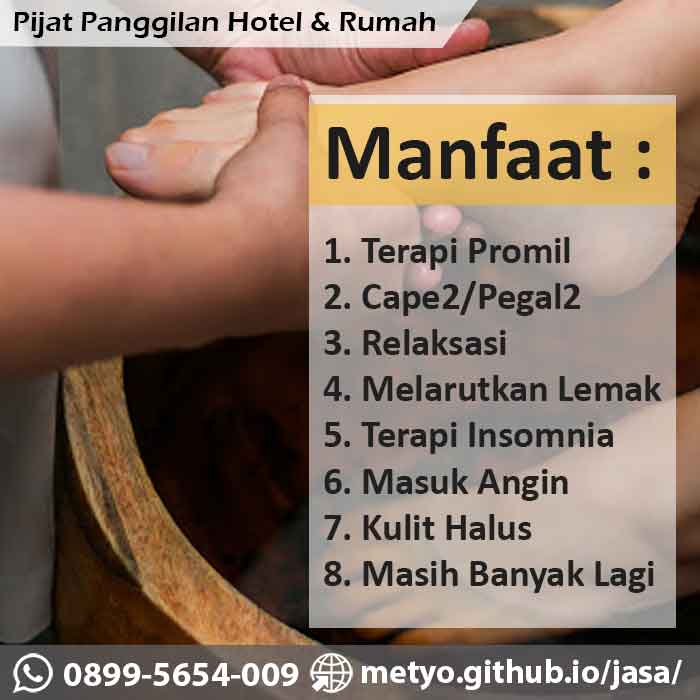 Pijat Panggilan Hotel & Rumah
Manfaat :
1. Terapi Promil
2. Cape2/Pegal2
3. Relaksasi
4. Melarutkan Lemak
5. Terapi Insomnia
6. Masuk Angin
7. Kulit Halus
8. Masih Banyak Lagi
0899-5654-009 metyo.github.io/jasa/